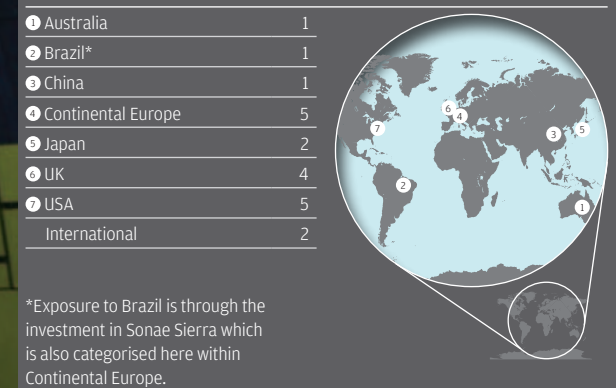 1 Australia 1
2 Brazil* 1
3 China 1
4 Continental Europe 5
5 Japan 2
6 UK 4
7 USA 5
International 2
*Exposure to Brazil is through the
investment in Sonae Sierra which
is also categorised here within
Continental Europe.
6
4
7
3
5
2
1